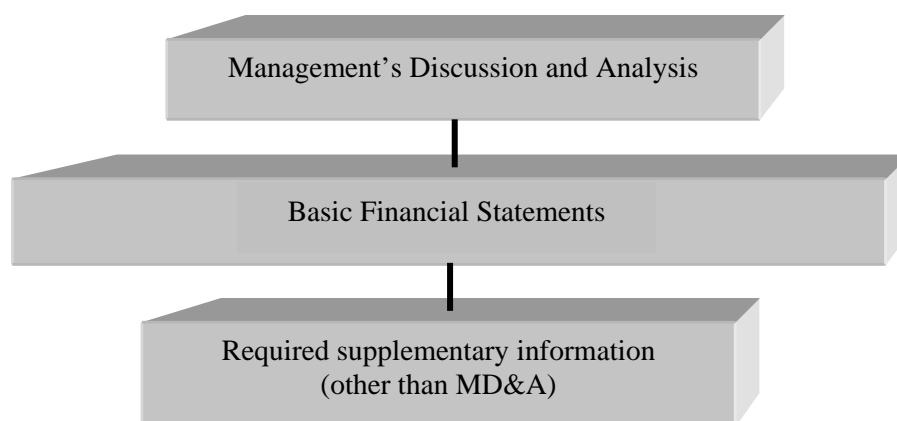 Management’s Discussion and Analysis
Basic Financial Statements
Required supplementary information
(other than MD&A)